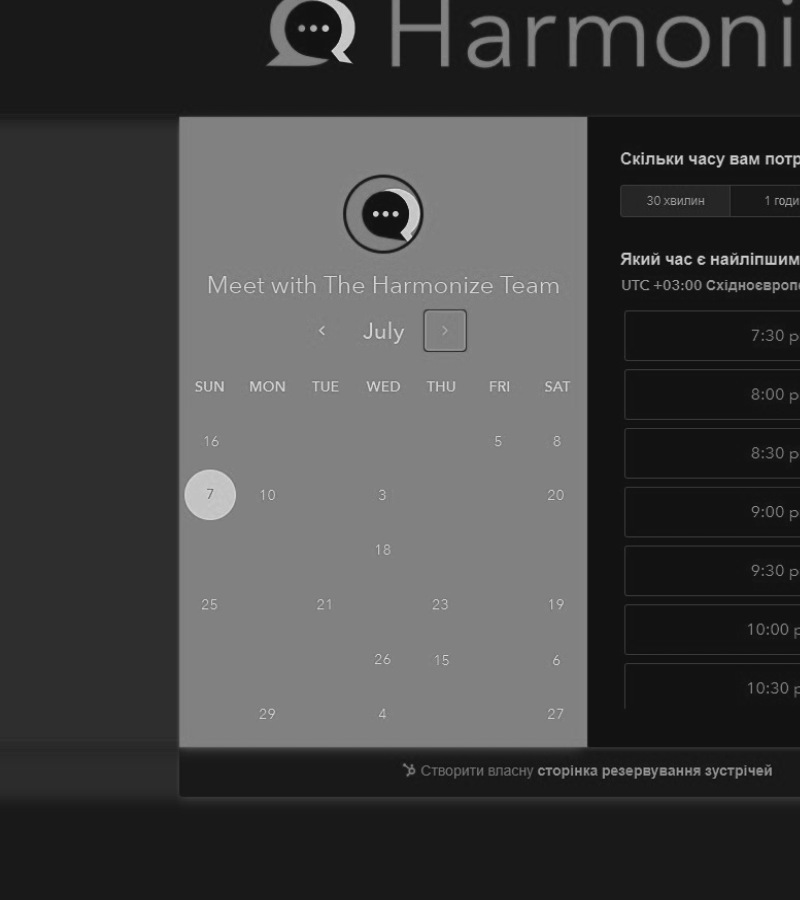 Harmoni
Meet with The Harmonize Team
July
SUN MON TUE WED THU FRI SAT
16 5 8
7 10 3 20
18
25 21 23 19
26 15 6
29 4 27
Скільки часу вам потр
30 хвилин 1 годи
Який час є найліпшим
UTC +03:00 Східноєвропе
7:30 p
8:00 p
8:30 p
9:00 p
9:30 p
10:00 p
10:30 p
Створити власну сторінка резервування зустрічей